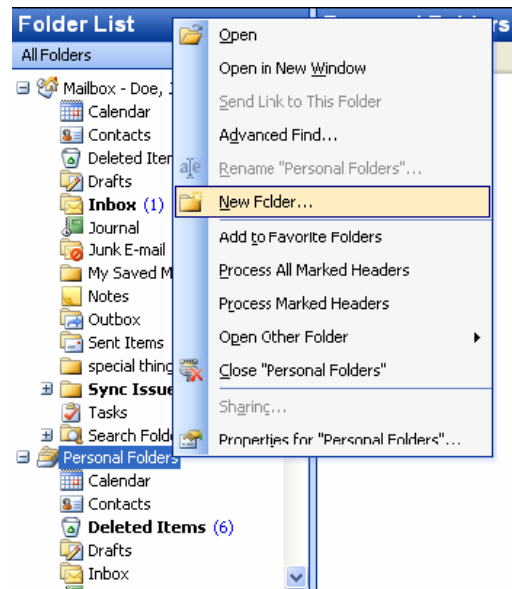 Folder List
All Folders
Mailbox - Doe,
Calendar
Contacts
Deleted Iter
Drafts
Inbox (1)
Journal
Junk E-mail
My Saved M
Notes
Outbox
Sent Items
special thing
Sync Issue
Tasks
Search Folde
Personal Folders
Calendar
Contacts
Deleted Items (6)
Drafts
Inbox
Open
Open in New Window
Send Link to This Folder
Advanced Find...
Rename "Personal Folders"...
New Folder...
Add to Favorite Folders
Process All Marked Headers
Process Marked Headers
Open Other Folder
Close "Personal Folders"
Sharing...
Properties for "Personal Folders"...